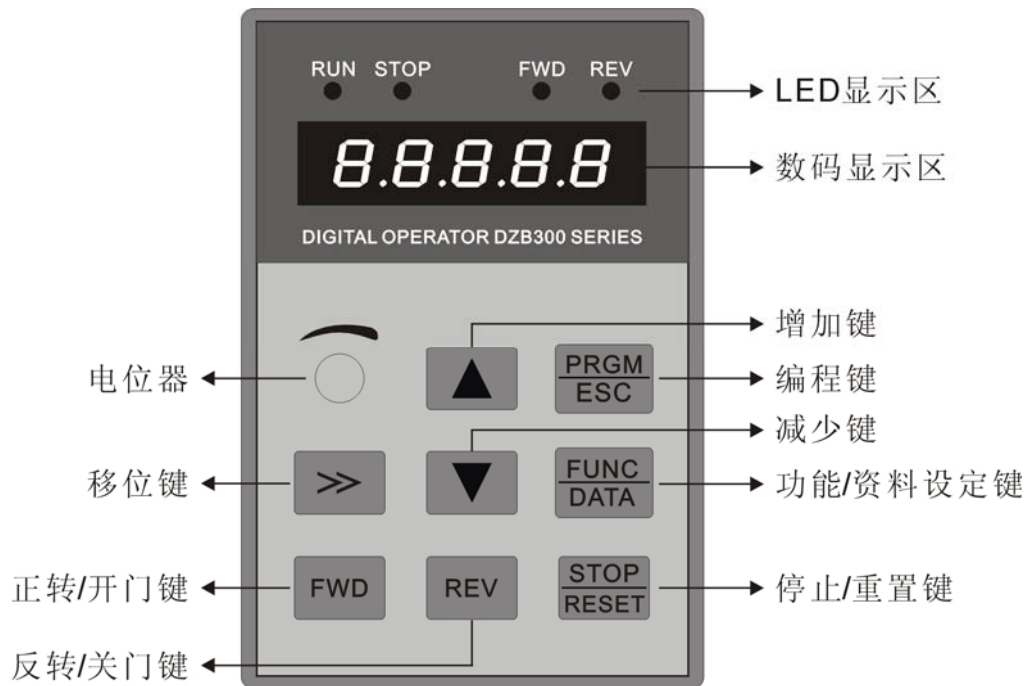 RUN STOP FWD REV
LED显示区
8.8.8.8.8
数码显示区
DIGITAL OPERATOR DZB300 SERIES
增加键
电位器
PRGM
ESC
编程键
减少键
移位键
FUNC
DATA
功能/资料设定键
正转/开门键
FWD
REV
STOP
RESET
停止/重置键
反转/关门键